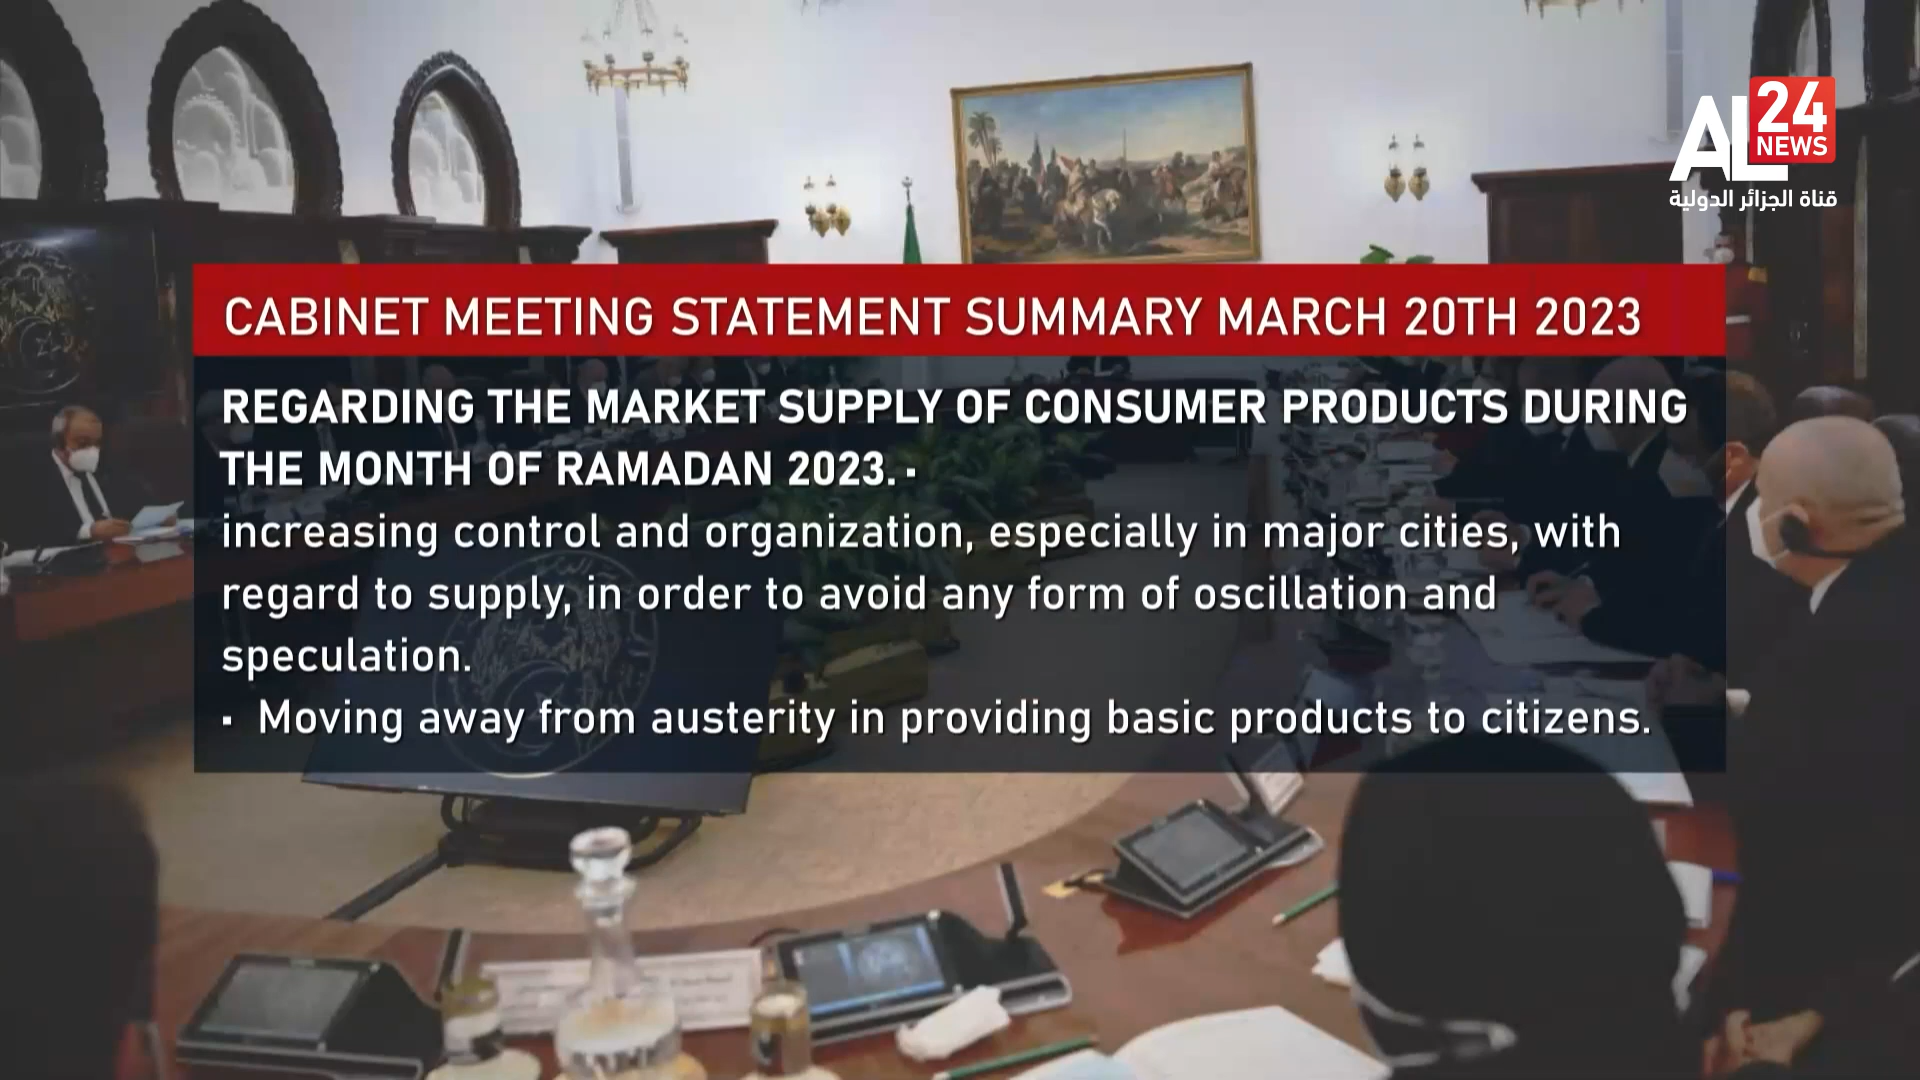 AL
24
NEWS
قناة الجزائر الدولية
CABINET MEETING STATEMENT SUMMARY MARCH 20TH 2023
REGARDING THE MARKET SUPPLY OF CONSUMER PRODUCTS DURING
THE MONTH OF RAMADAN 2023. -
increasing control and organization, especially in major cities, with
regard to supply, in order to avoid any form of oscillation and
speculation.
- Moving away from austerity in providing basic products to citizens.